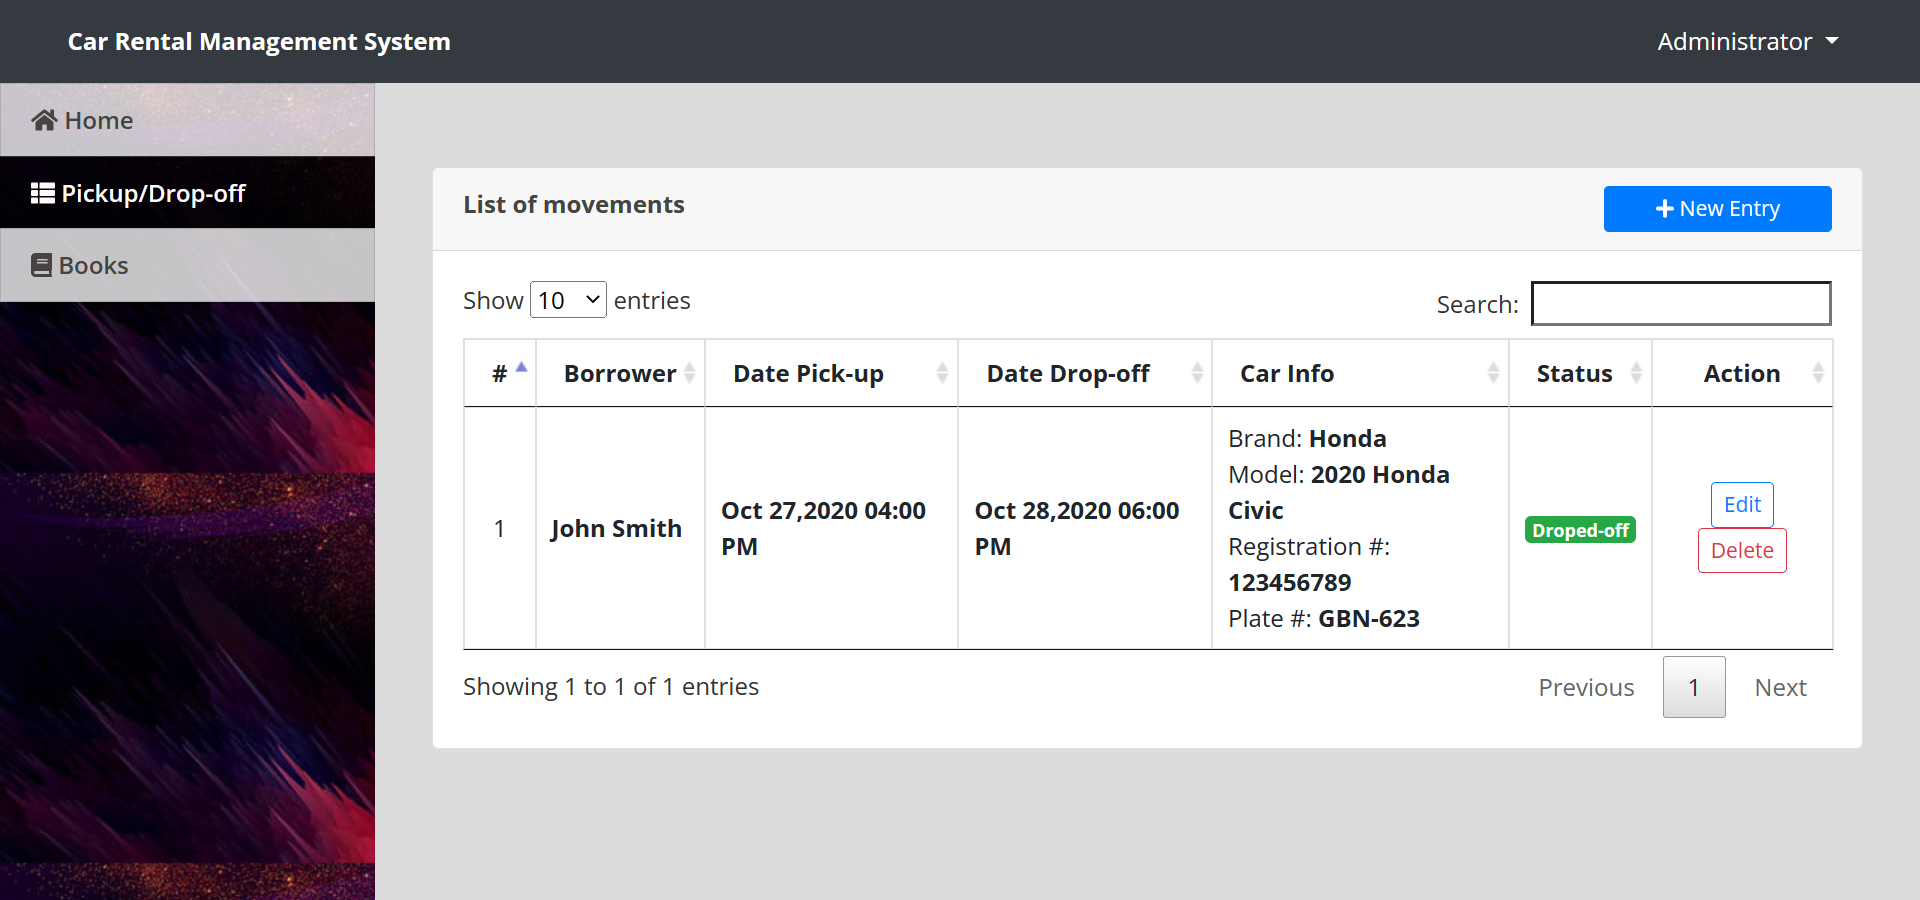 Car Rental Management System
Administrator
Home
Pickup/Drop-off
Books
List of movements
New Entry
Show 10 entries
Search:
# Borrower Date Pick-up Date Drop-off Car Info Status Action
1
John Smith
Oct 27,2020 04:00
PM
Oct 28,2020 06:00
PM
Brand: Honda
Model: 2020 Honda
Civic
Registration #:
123456789
Plate #: GBN-623
Droped-off
Edit
Delete
Showing 1 to 1 of 1 entries
Previous 1 Next